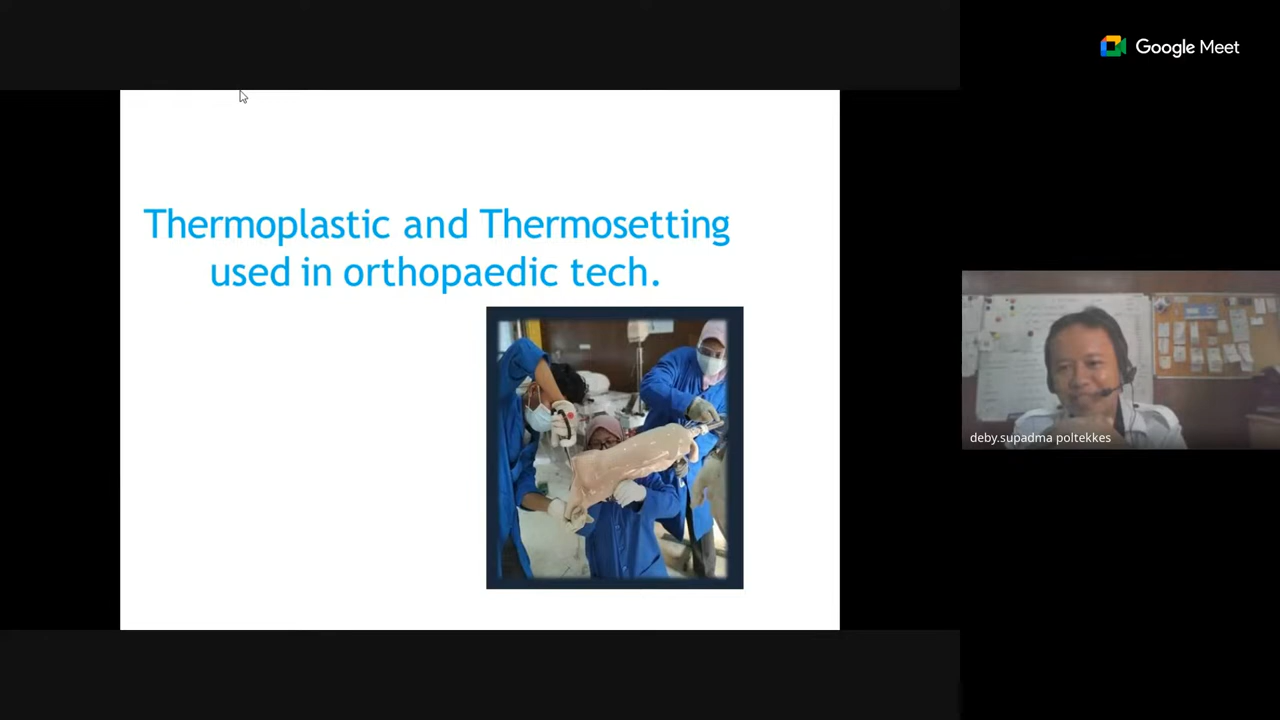 Google Meet
Thermoplastic and Thermosetting
used in orthopaedic tech.
deby.supadma poltekkes